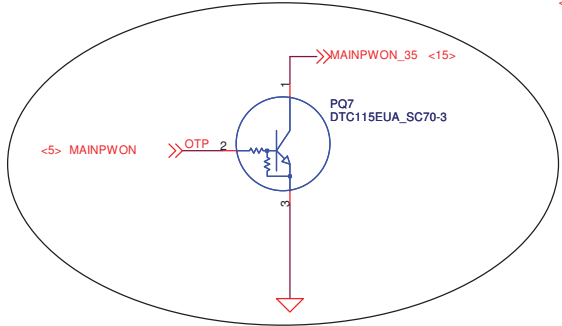 MAINPWON_35 <15>
1
PQ7
DTC115EUA_SC70-3
<5> MAINPWON
OTP
2
3